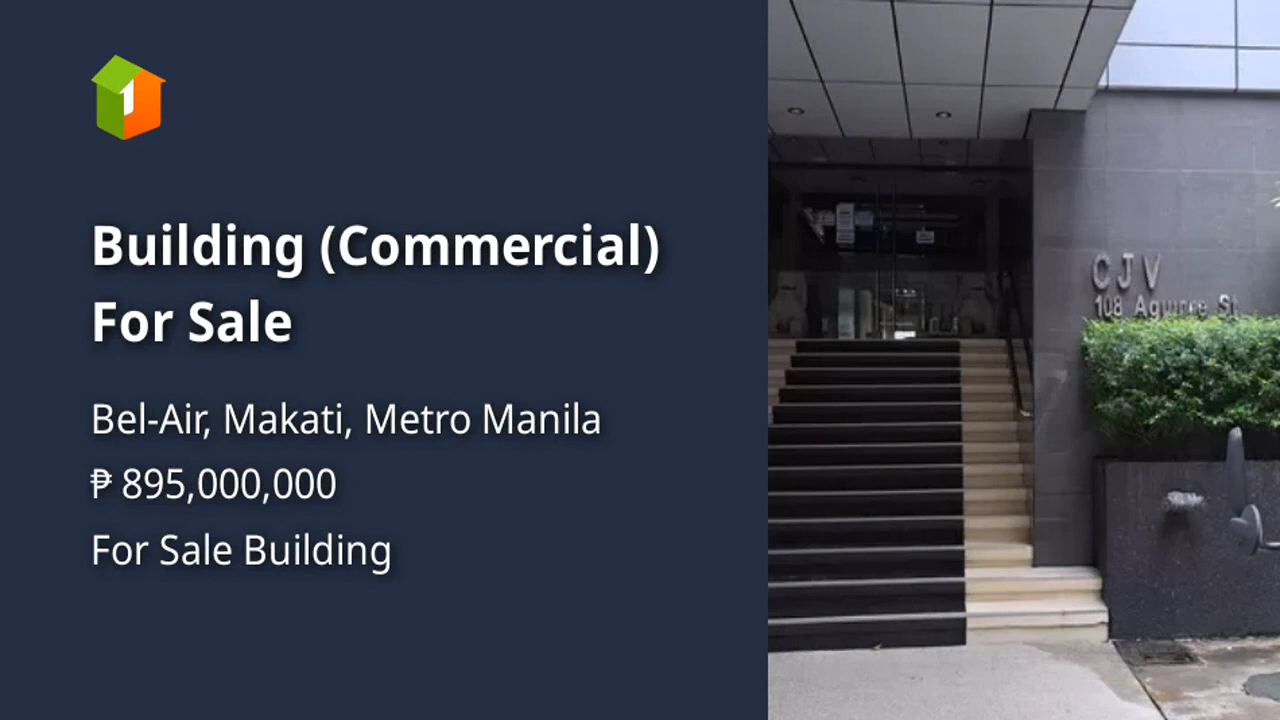 Building (Commercial)
For Sale
Bel-Air, Makati, Metro Manila
₱ 895,000,000
For Sale Building
CJV
108 Aguirre St